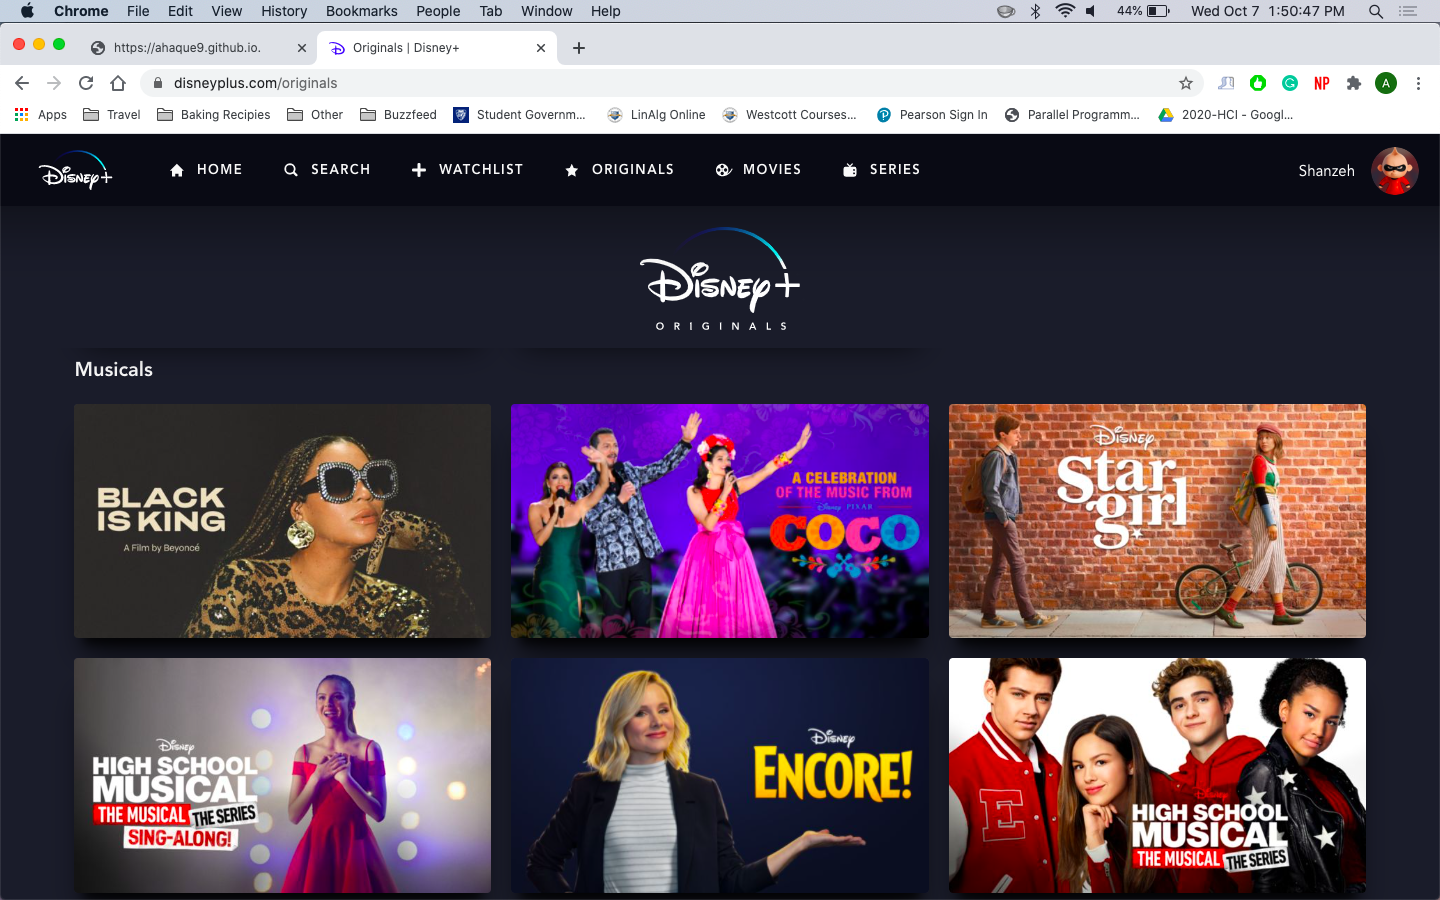 Chrome File Edit View History Bookmarks People Tab Window Help 44% Wed Oct 7 1:50:47 PM
https://ahaque9.github.io. Originals | Disney+
disneyplus.com/originals NP A
Apps Travel Baking Recipies Other Buzzfeed Student Governm... LinAlg Online Westcott Courses... Pearson Sign In Parallel Programm... 2020-HCI - Googl...
Disney+ HOME SEARCH WATCHLIST ORIGINALS MOVIES SERIES Shanzeh
Disney+
ORIGINALS
Musicals
BLACK
IS KING
A Film by Beyoncé
A CELEBRATION
OF THE MUSIC FROM
Disney PIXAR
COCO
Disney
Star
girl
Disney
HIGH SCHOOL
MUSICAL
THE MUSICAL THE SERIES
SING-ALONG!
Disney
ENCORE!
E
Disney
HIGH SCHOOL
MUSICAL
THE MUSICAL THE SERIES